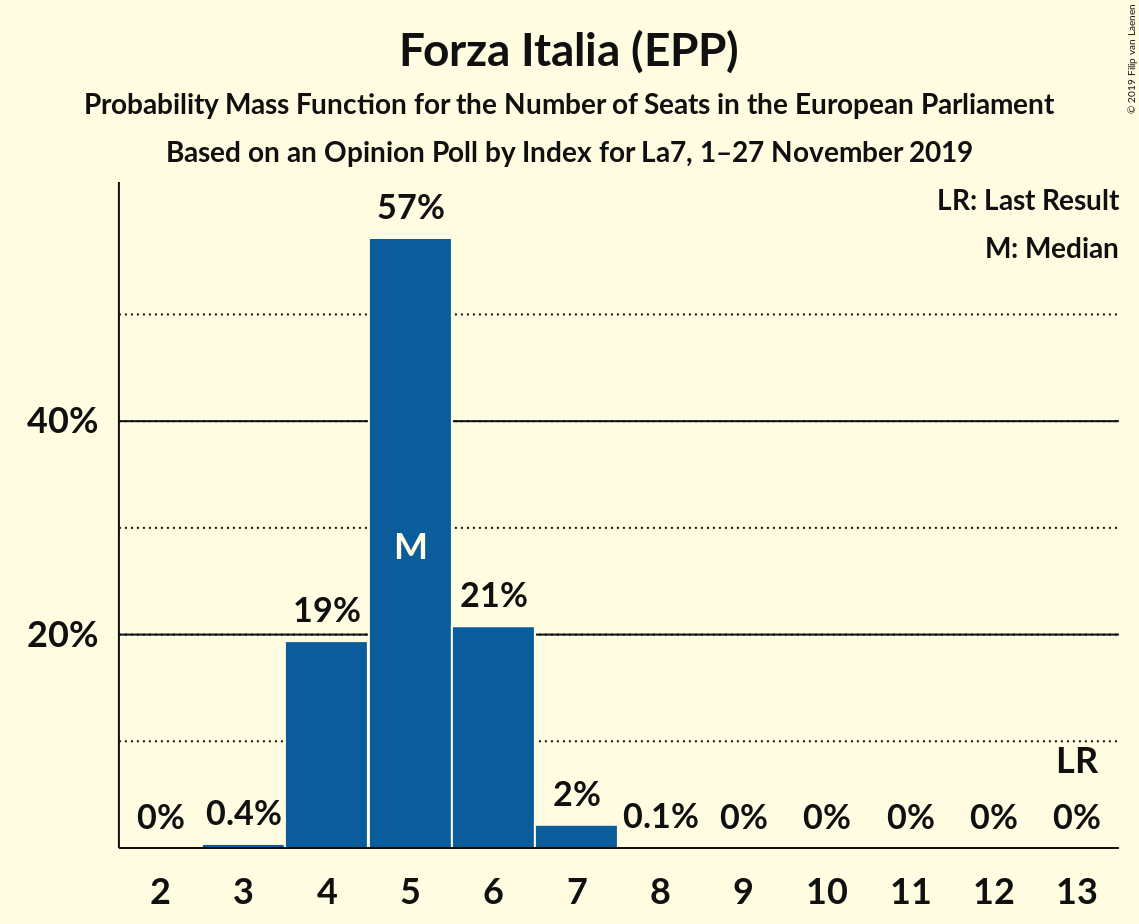 Forza Italia (EPP)
Probability Mass Function for the Number of Seats in the European Parliament
Based on an Opinion Poll by Index for La7, 1–27 November 2019
© 2019 Filip van Laenen
LR: Last Result
M: Median
57%
40%
M
19%
21%
20%
LR
0%
0.4%
2%
0.1%
0%
0%
0%
0%
0%
2 3 4 5 6 7 8 9 10 11 12 13